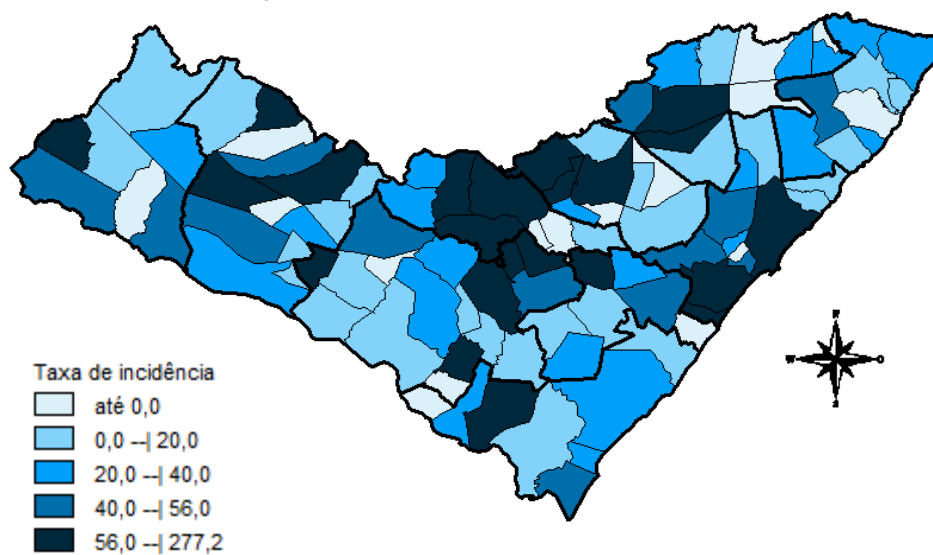 Taxa de incidência
até 0,0
0,0 --| 20,0
20,0 --| 40,0
40,0 --| 56,0
56,0 --| 277,2
W